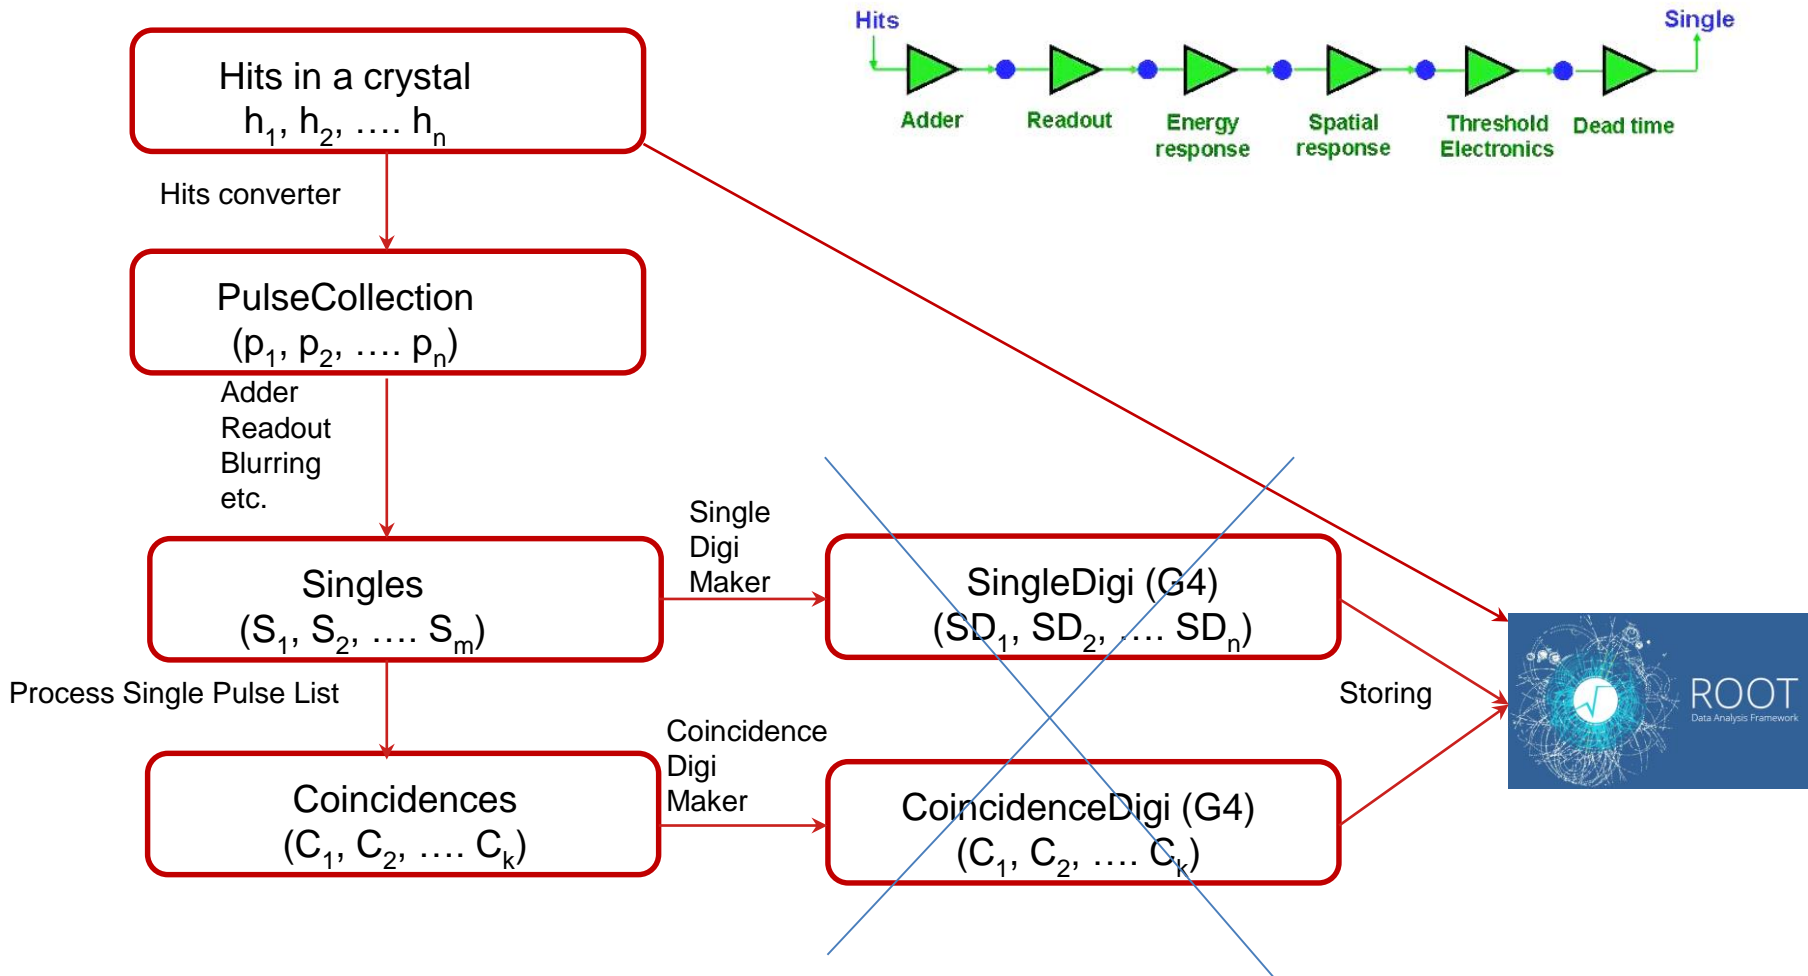 Hits
Single
Adder
Readout
Energy
response
Spatial
response
Threshold
Electronics
Dead time
Hits in a crystal
h1, h2, …. hn
Hits converter
PulseCollection
(p1, p2, …. pn)
Adder
Readout
Blurring
etc.
Singles
(S1, S2, …. Sm)
Single
Digi
Maker
SingleDigi (G4)
(SD1, SD2, …. SDn)
Process Single Pulse List
Storing
ROOT
Data Analysis Framework
Coincidences
(C1, C2, …. Ck)
Coincidence
Digi
Maker
CoincidenceDigi (G4)
(C1, C2, …. Ck)